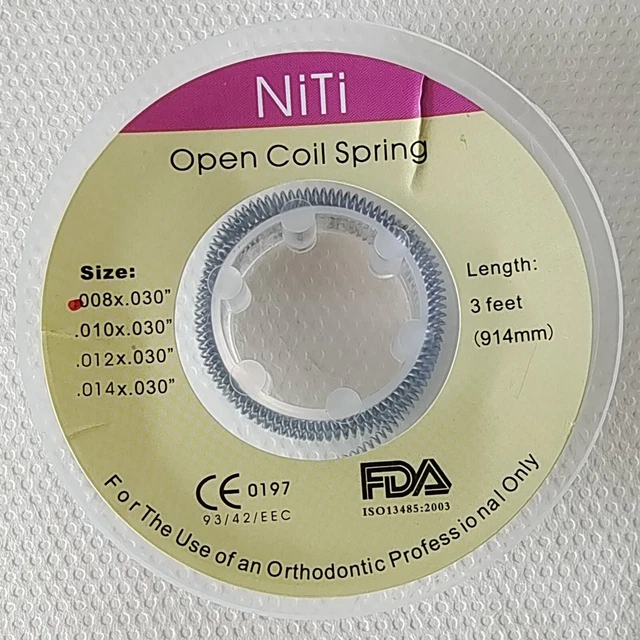 NiTi
Open Coil Spring
Size:
.008x.030”
.010x.030”
.012x.030”
.014x.030”
Length:
3 feet
(914mm)
CE 0197
93/42/EEC
FDA
ISO13485:2003
For The Use of an Orthodontic Professional Only